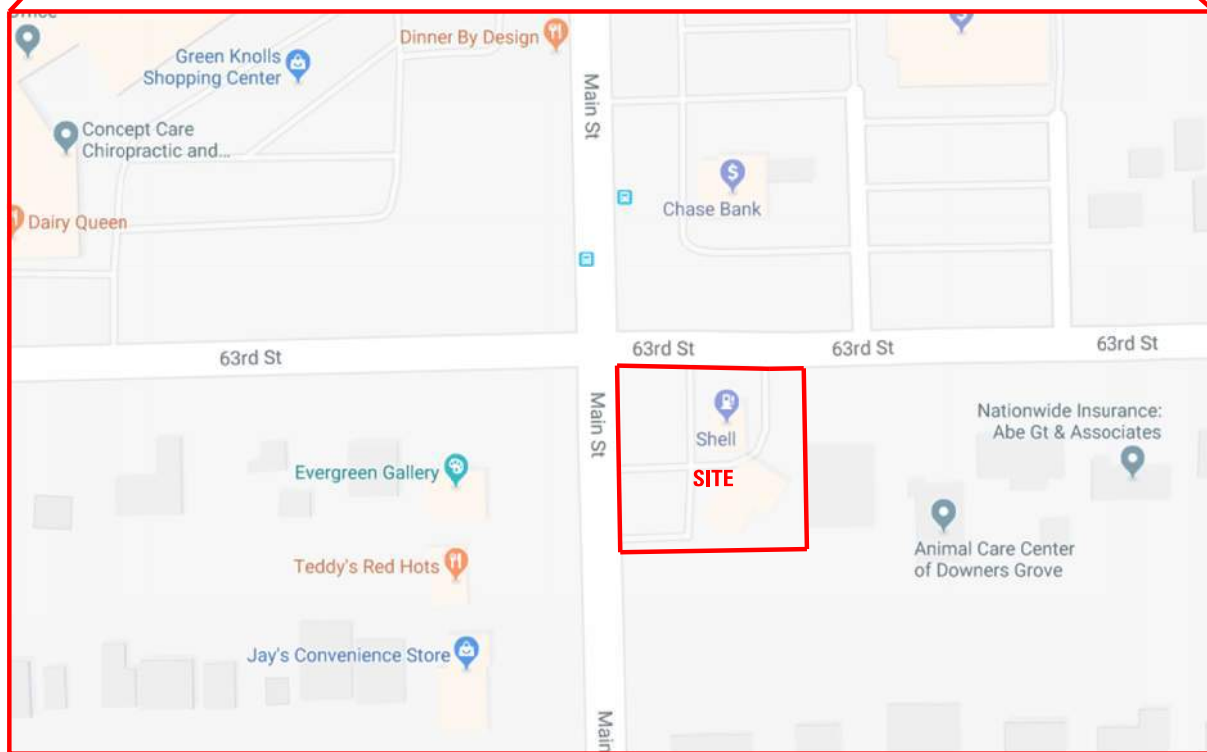 Dinner By Design
Green Knolls
Shopping Center
Main St
Concept Care
Chiropractic and...
Chase Bank
Dairy Queen
63rd St
63rd St
63rd St
63rd St
Main St
Shell
Nationwide Insurance:
Abe Gt & Associates
Evergreen Gallery
SITE
Animal Care Center
of Downers Grove
Teddy's Red Hots
Jay's Convenience Store
Main